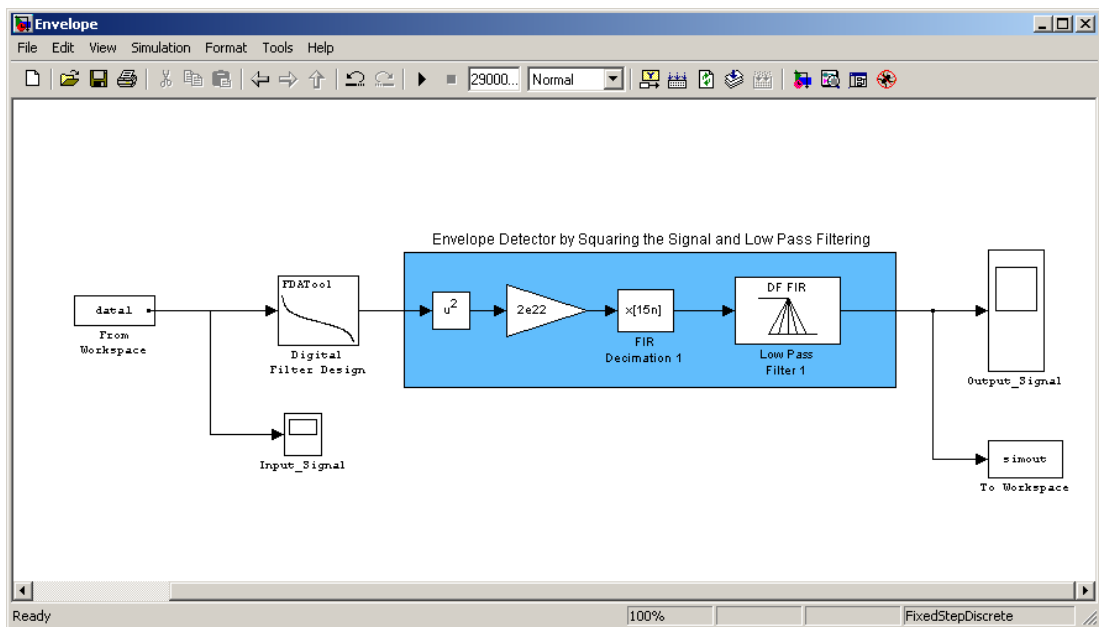 Envelope
File Edit View Simulation Format Tools Help
29000... Normal
Envelope Detector by Squaring the Signal and Low Pass Filtering
data1
From
Workspace
FDATool
Digital
Filter Design
u²
2e22
x[15n]
FIR
Decimation 1
DF FIR
Low Pass
Filter 1
Output_Signal
Input_Signal
simout
To Workspace
Ready 100% FixedStepDiscrete